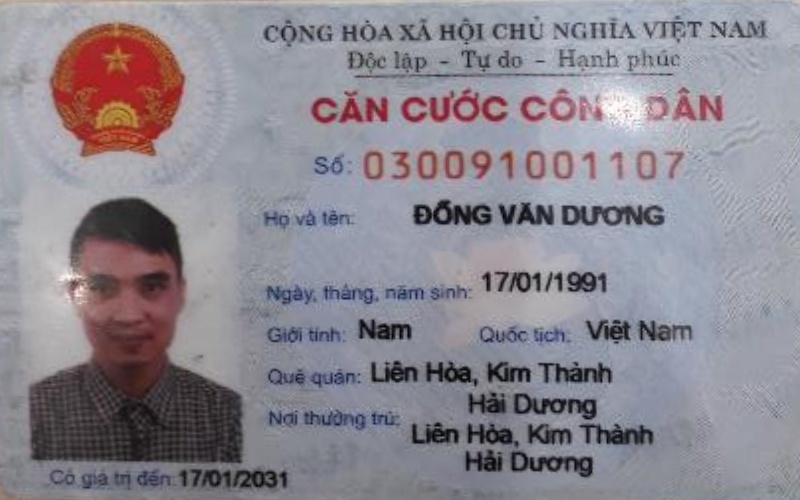 CỘNG HÒA XÃ HỘI CHỦ NGHĨA VIỆT NAM
Độc lập - Tự do - Hạnh phúc
CĂN CƯỚC CÔNG DÂN
Số: 030091001107
Họ và tên: ĐỒNG VĂN DƯƠNG
Ngày, tháng, năm sinh: 17/01/1991
Giới tính: Nam Quốc tịch: Việt Nam
Quê quán: Liên Hòa, Kim Thành
Hải Dương
Nơi thường trú: Liên Hòa, Kim Thành
Hải Dương
Có giá trị đến: 17/01/2031